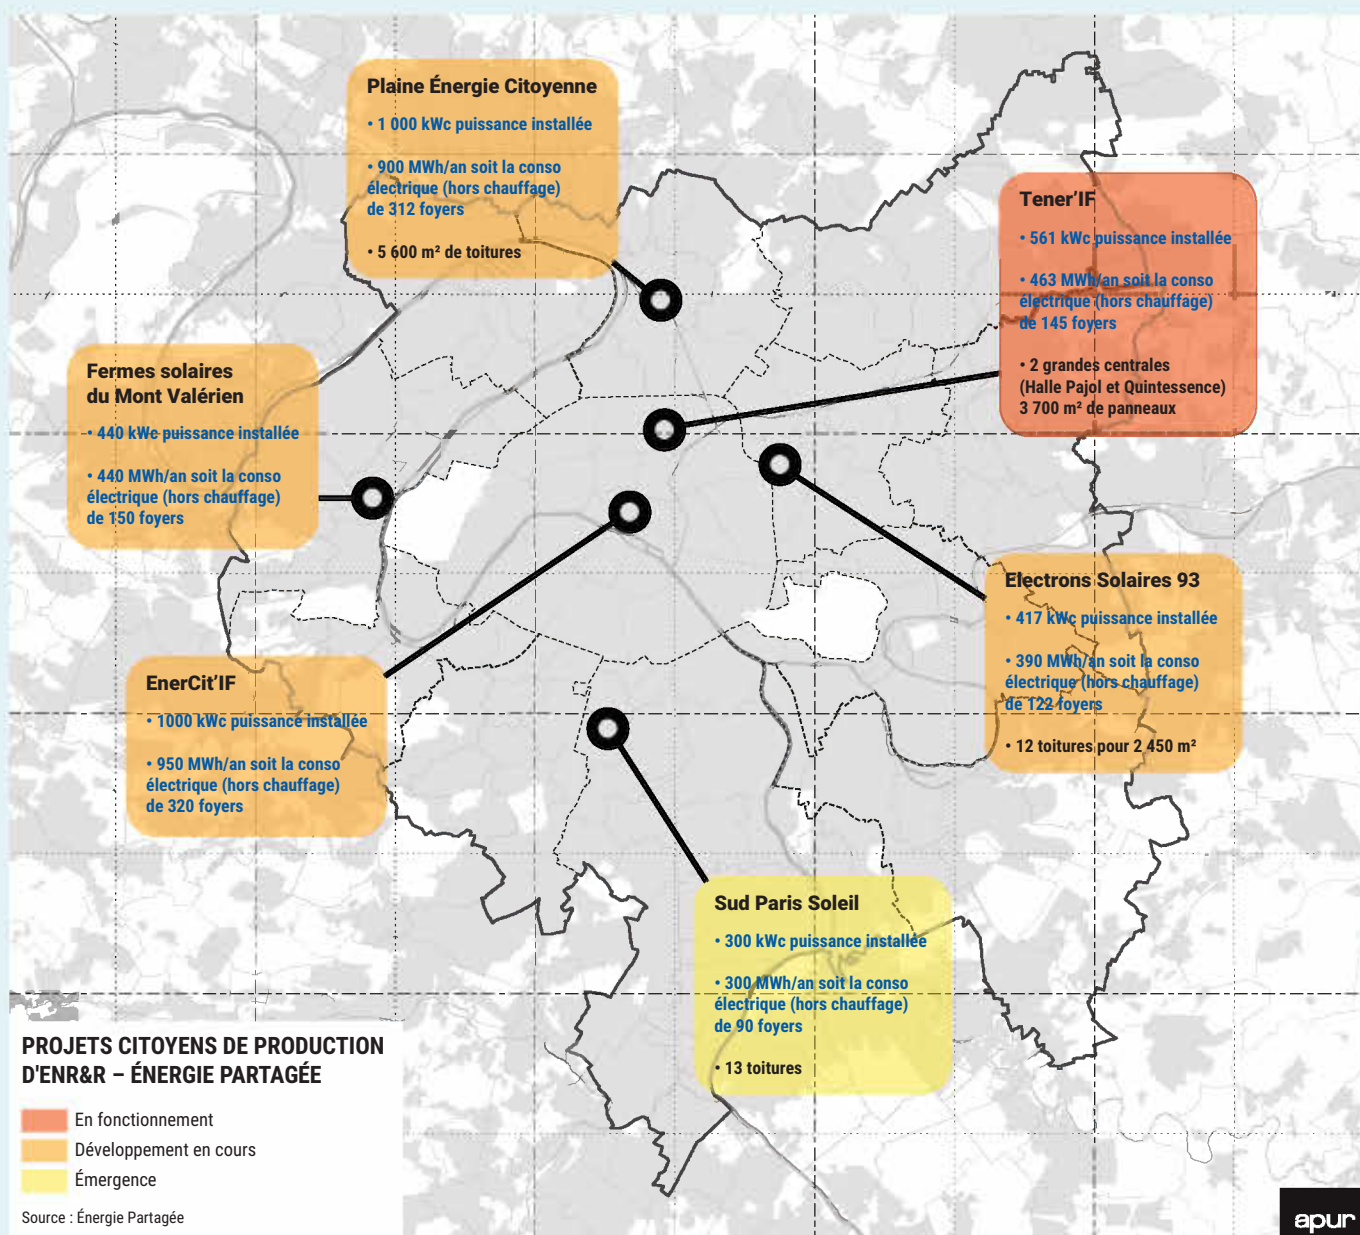 Plaine Énergie Citoyenne
• 1 000 kWc puissance installée
• 900 MWh/an soit la conso
électrique (hors chauffage)
de 312 foyers
• 5 600 m² de toitures
Tener'IF
• 561 kWc puissance installée
• 463 MWh/an soit la conso
électrique (hors chauffage)
de 145 foyers
• 2 grandes centrales
(Halle Pajol et Quintessence)
3 700 m² de panneaux
Fermes solaires
du Mont Valérien
• 440 kWc puissance installée
• 440 MWh/an soit la conso
électrique (hors chauffage)
de 150 foyers
Electrons Solaires 93
• 417 kWc puissance installée
• 390 MWh/an soit la conso
électrique (hors chauffage)
de 122 foyers
• 12 toitures pour 2 450 m²
EnerCit'IF
• 1000 kWc puissance installée
• 950 MWh/an soit la conso
électrique (hors chauffage)
de 320 foyers
Sud Paris Soleil
• 300 kWc puissance installée
• 300 MWh/an soit la conso
électrique (hors chauffage)
de 90 foyers
• 13 toitures
PROJETS CITOYENS DE PRODUCTION
D'ENR&R – ÉNERGIE PARTAGÉE
En fonctionnement
Développement en cours
Émergence
Source : Énergie Partagée
apur